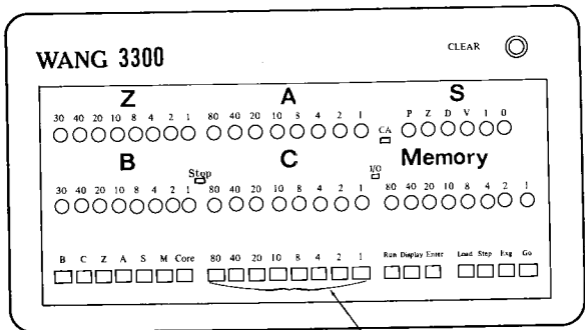 WANG 3300
CLEAR
Z A S
30 40 20 10 8 4 2 1 80 40 20 10 3 4 2 1 CA P Z D V 1 0
B Stop C I/O Memory
30 40 20 10 8 4 2 1 80 40 20 10 8 4 2 1 80 40 20 10 8 4 2 1
B C Z A S M Core 80 40 20 10 8 4 2 1 Run Display Enter Load Step Exg Go